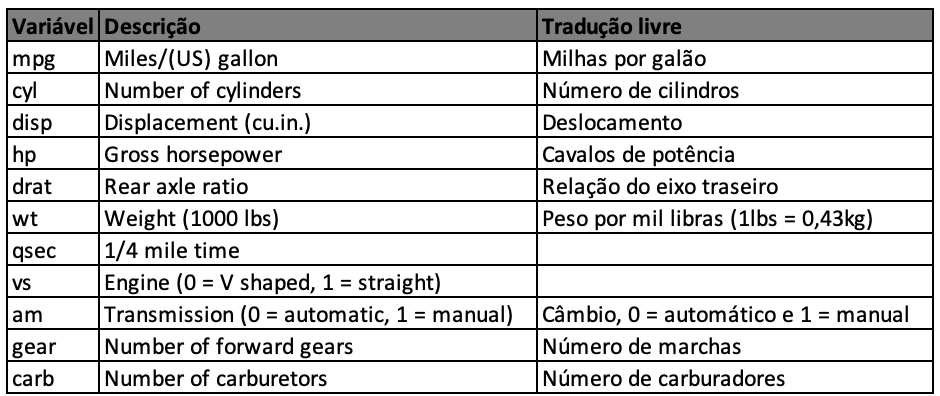 Variável Descrição Tradução livre
mpg Miles/(US) gallon Milhas por galão
cyl Number of cylinders Número de cilindros
disp Displacement (cu.in.) Deslocamento
hp Gross horsepower Cavalos de potência
drat Rear axle ratio Relação do eixo traseiro
wt Weight (1000 lbs) Peso por mil libras (1lbs = 0,43kg)
qsec 1/4 mile time
vs Engine (0 = V shaped, 1 = straight)
am Transmission (0 = automatic, 1 = manual) Câmbio, 0 = automático e 1 = manual
gear Number of forward gears Número de marchas
carb Number of carburetors Número de carburadores